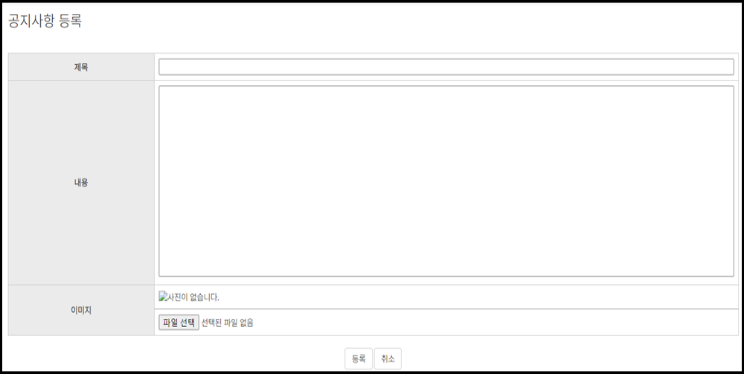 공지사항 등록
제목
내용
이미지
사진이 없습니다.
파일 선택 선택된 파일 없음
등록 취소